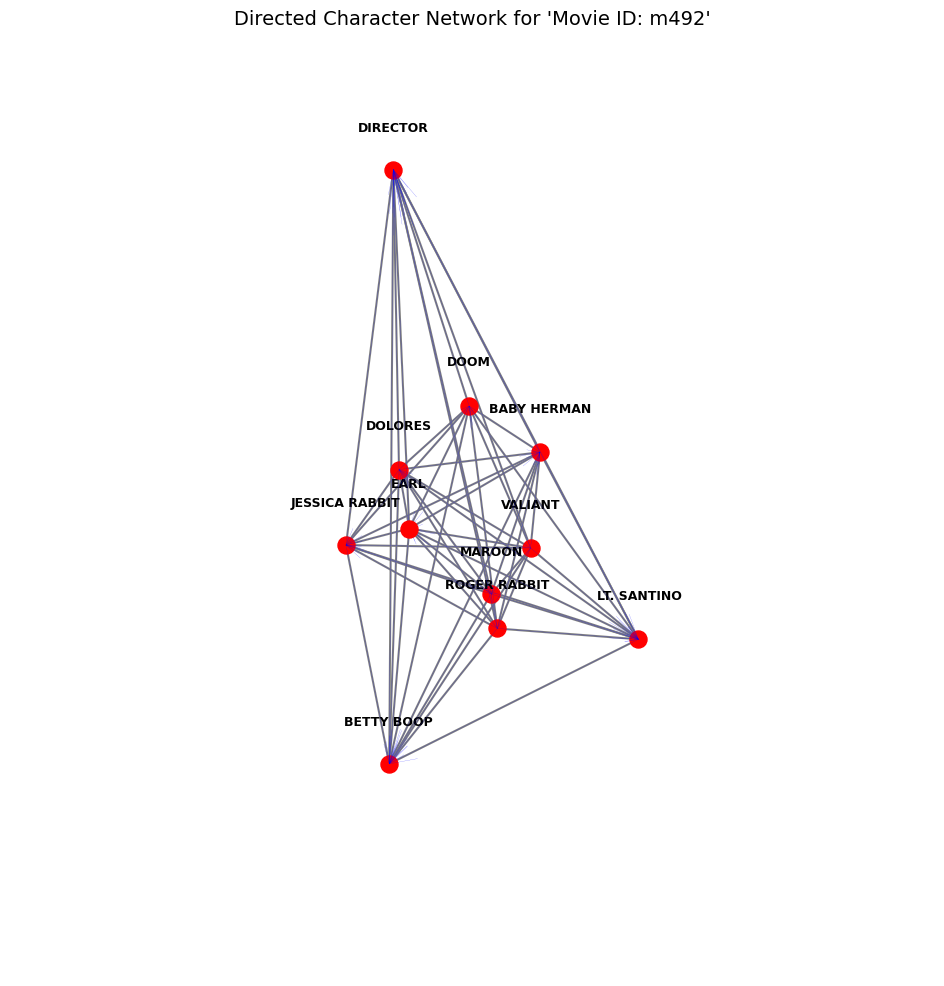 Directed Character Network for 'Movie ID: m492'
DIRECTOR
DOOM
BABY HERMAN
DOLORES
EARL
JESSICA RABBIT
VALIANT
MAROON
ROGER RABBIT
LT. SANTINO
BETTY BOOP